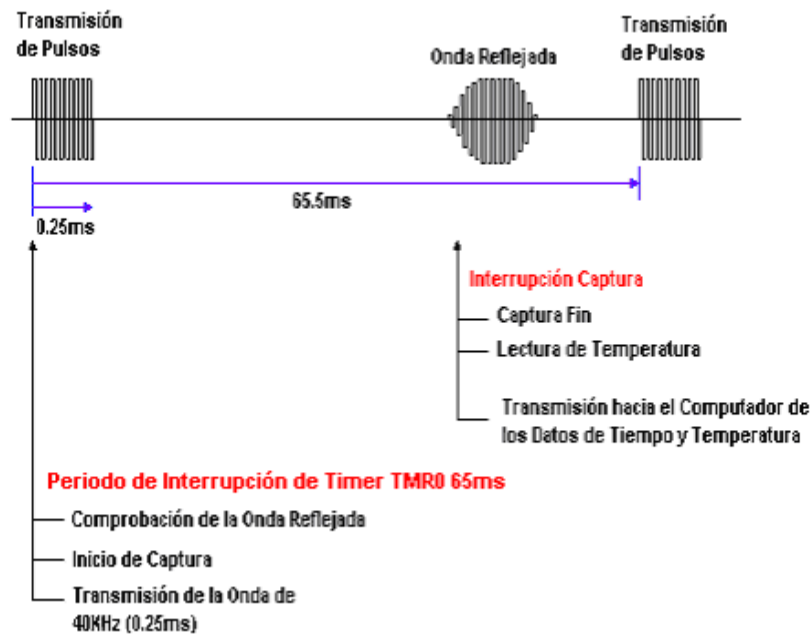 Transmisión
de Pulsos
Onda Reflejada
Transmisión
de Pulsos
65.5ms
0.25ms
Interrupción Captura
Captura Fin
Lectura de Temperatura
Transmisión hacia el Computador de
los Datos de Tiempo y Temperatura
Periodo de Interrupción de Timer TMR0 65ms
Comprobación de la Onda Reflejada
Inicio de Captura
Transmisión de la Onda de
40KHz (0.25ms)